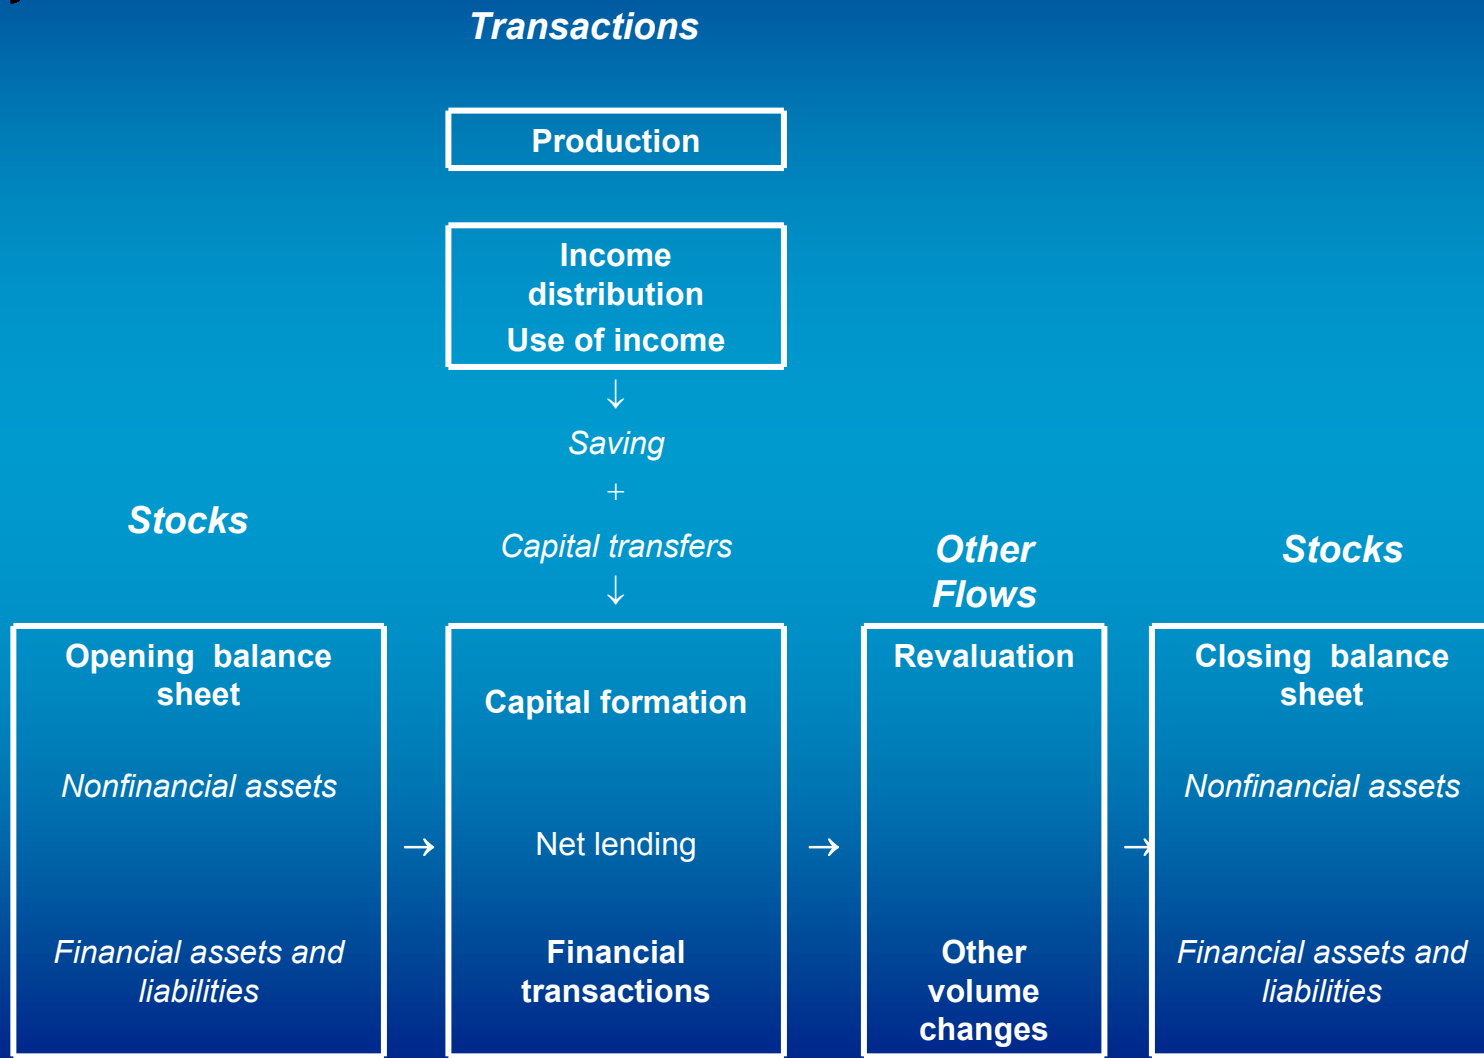 Transactions
Production
Income
distribution
Use of income
↓
Saving
+
Capital transfers
↓
Stocks
Other
Flows
Stocks
Opening balance
sheet
Nonfinancial assets
Financial assets and
liabilities
→
Capital formation
Net lending
Financial
transactions
→
Revaluation
Other
volume
changes
→
Closing balance
sheet
Nonfinancial assets
Financial assets and
liabilities